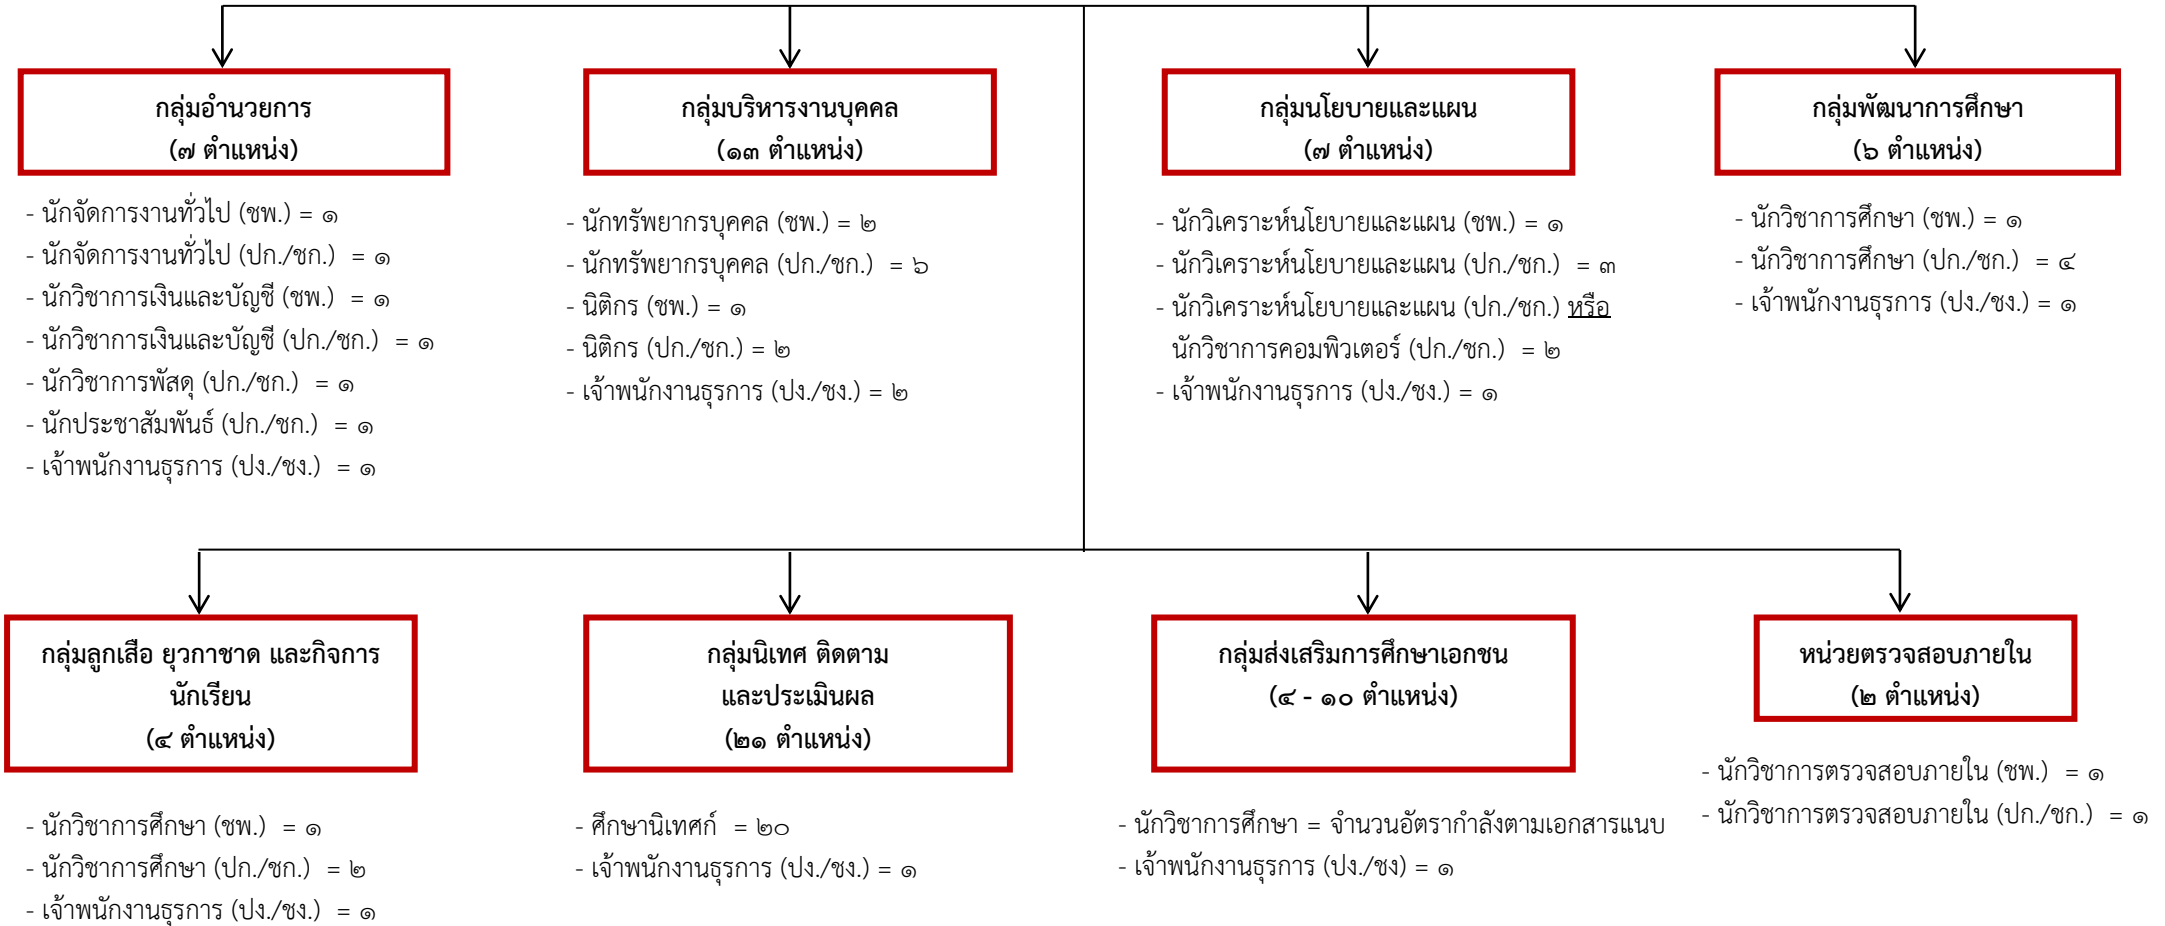 กลุ่มอำนวยการ
(๗ ตำแหน่ง)
- นักจัดการงานทั่วไป (ชพ.) = ๑
- นักจัดการงานทั่วไป (ปก./ชก.) = ๑
- นักวิชาการเงินและบัญชี (ชพ.) = ๑
- นักวิชาการเงินและบัญชี (ปก./ชก.) = ๑
- นักวิชาการพัสดุ (ปก./ชก.) = ๑
- นักประชาสัมพันธ์ (ปก./ชก.) = ๑
- เจ้าพนักงานธุรการ (ปง./ชง.) = ๑
กลุ่มบริหารงานบุคคล
(๑๓ ตำแหน่ง)
- นักทรัพยากรบุคคล (ชพ.) = ๒
- นักทรัพยากรบุคคล (ปก./ชก.) = ๖
- นิติกร (ชพ.) = ๑
- นิติกร (ปก./ชก.) = ๒
- เจ้าพนักงานธุรการ (ปง./ชง.) = ๒
กลุ่มนโยบายและแผน
(๗ ตำแหน่ง)
- นักวิเคราะห์นโยบายและแผน (ชพ.) = ๑
- นักวิเคราะห์นโยบายและแผน (ปก./ชก.) = ๓
- นักวิเคราะห์นโยบายและแผน (ปก./ชก.) หรือ
นักวิชาการคอมพิวเตอร์ (ปก./ชก.) = ๒
- เจ้าพนักงานธุรการ (ปง./ชง.) = ๑
กลุ่มพัฒนาการศึกษา
(๖ ตำแหน่ง)
- นักวิชาการศึกษา (ชพ.) = ๑
- นักวิชาการศึกษา (ปก./ชก.) = ๔
- เจ้าพนักงานธุรการ (ปง./ชง.) = ๑
กลุ่มลูกเสือ ยุวกาชาด และกิจการ
นักเรียน
(๔ ตำแหน่ง)
- นักวิชาการศึกษา (ชพ.) = ๑
- นักวิชาการศึกษา (ปก./ชก.) = ๒
- เจ้าพนักงานธุรการ (ปง./ชง.) = ๑
กลุ่มนิเทศ ติดตาม
และประเมินผล
(๒๑ ตำแหน่ง)
- ศึกษานิเทศก์ = ๒๐
- เจ้าพนักงานธุรการ (ปง./ชง.) = ๑
กลุ่มส่งเสริมการศึกษาเอกชน
(๔ - ๑๐ ตำแหน่ง)
- นักวิชาการศึกษา = จำนวนอัตรากำลังตามเอกสารแนบ
- เจ้าพนักงานธุรการ (ปง./ชง) = ๑
หน่วยตรวจสอบภายใน
(๒ ตำแหน่ง)
- นักวิชาการตรวจสอบภายใน (ชพ.) = ๑
- นักวิชาการตรวจสอบภายใน (ปก./ชก.) = ๑